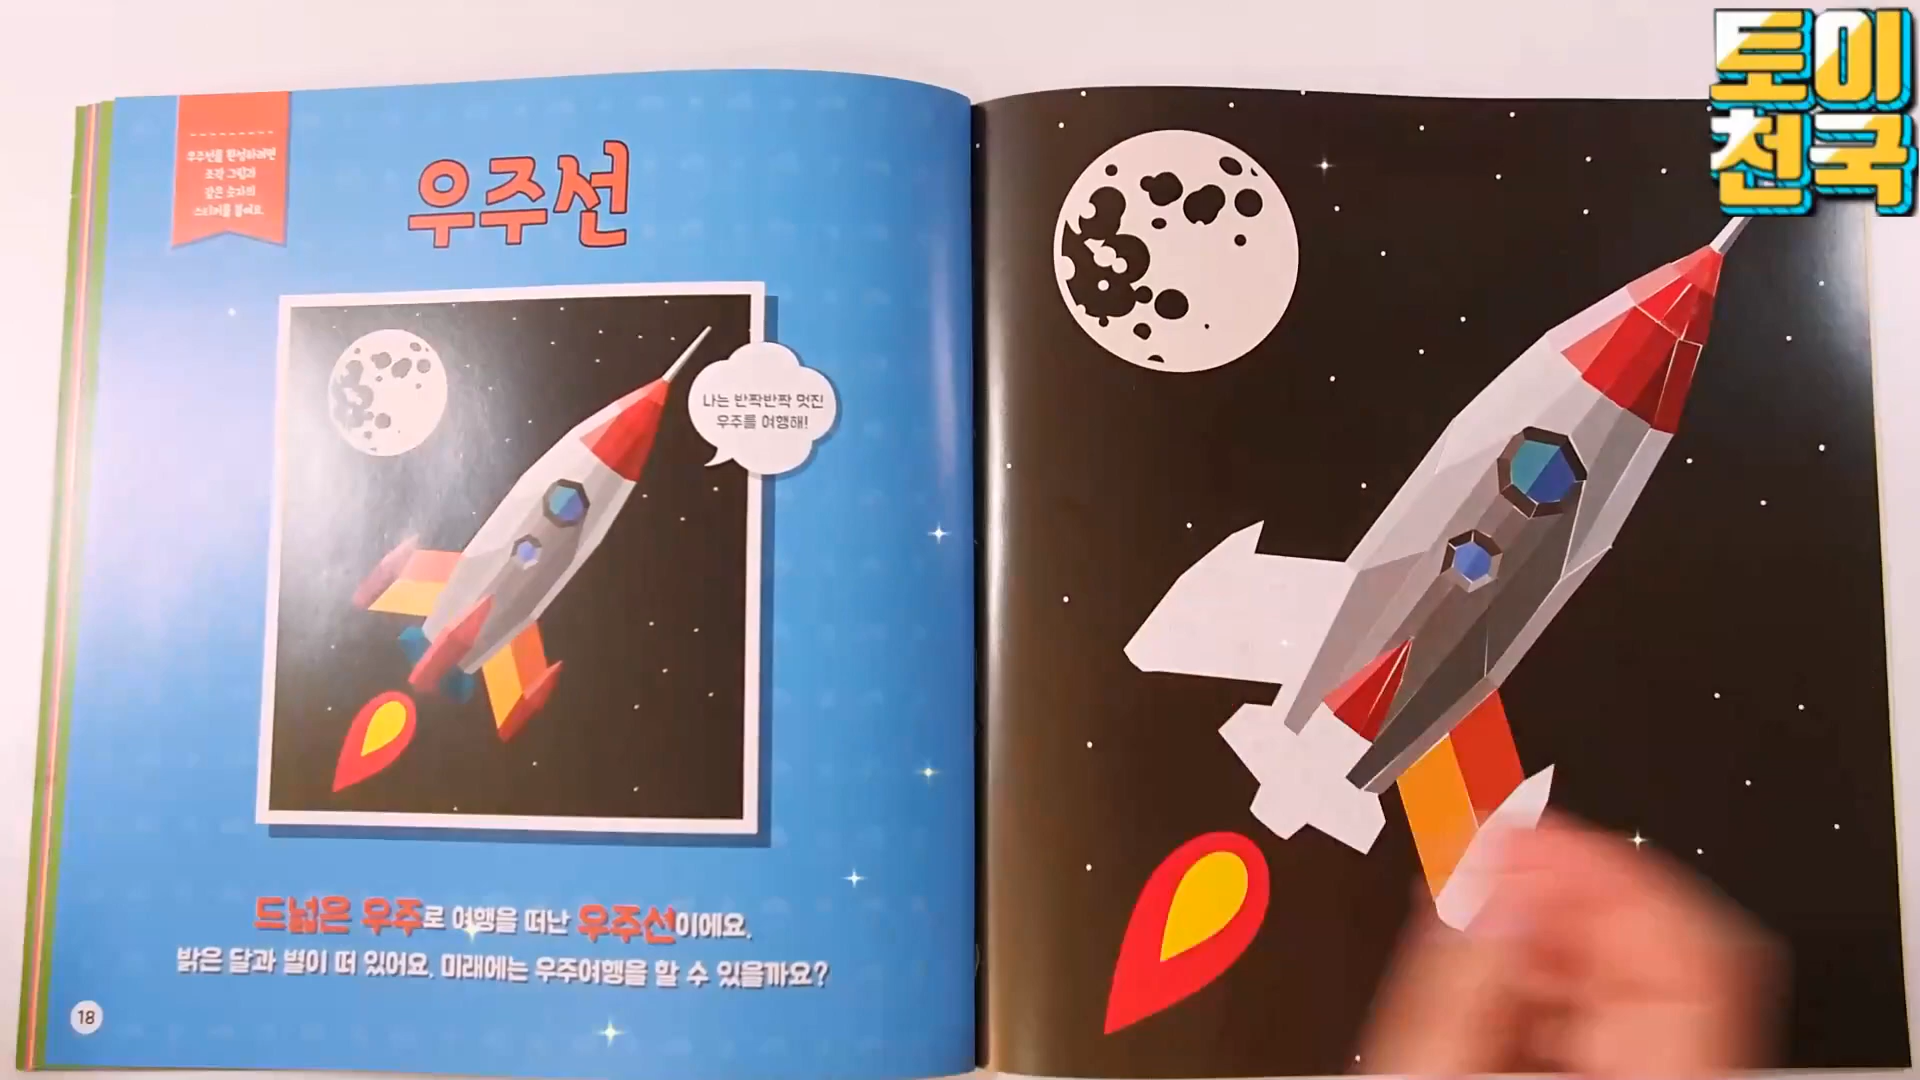 우주선을 완성하려면
조각 그림과
같은 숫자의
스티커를 붙여요.
우주선
나는 반짝반짝 멋진
우주를 여행해!
드넓은 우주로 여행을 떠난 우주선이에요.
밝은 달과 별이 떠 있어요. 미래에는 우주여행을 할 수 있을까요?
18
토이
천국